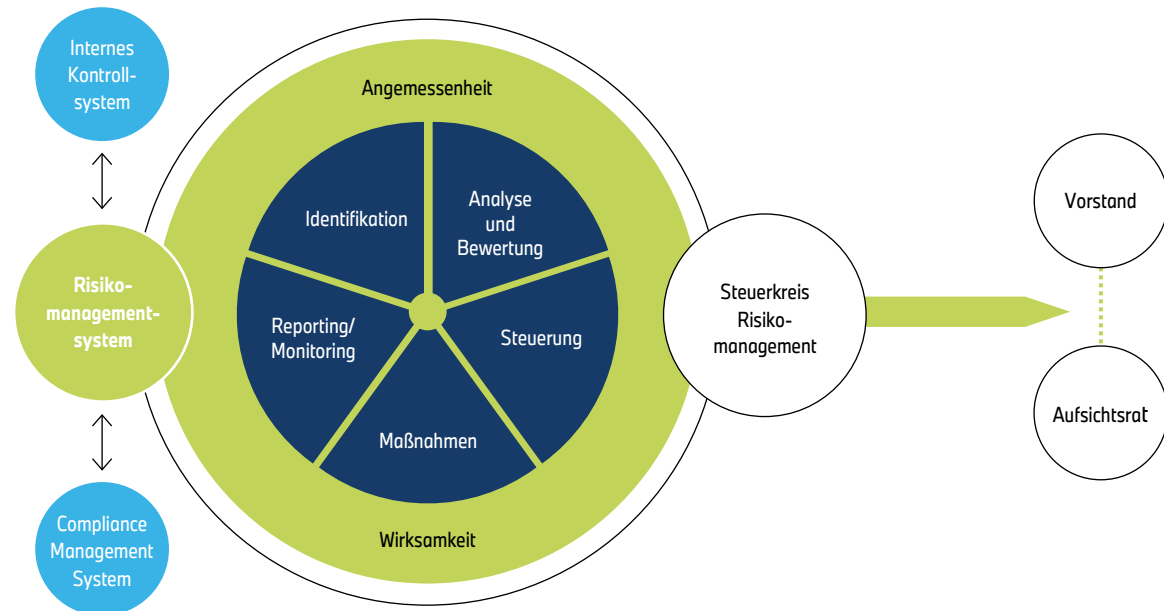 Internes
Kontroll-
system
Risiko-
management-
system
Compliance
Management
System
Angemessenheit
Identifikation
Analyse
und
Bewertung
Reporting/
Monitoring
Steuerung
Maßnahmen
Wirksamkeit
Steuerkreis
Risiko-
management
Vorstand
Aufsichtsrat